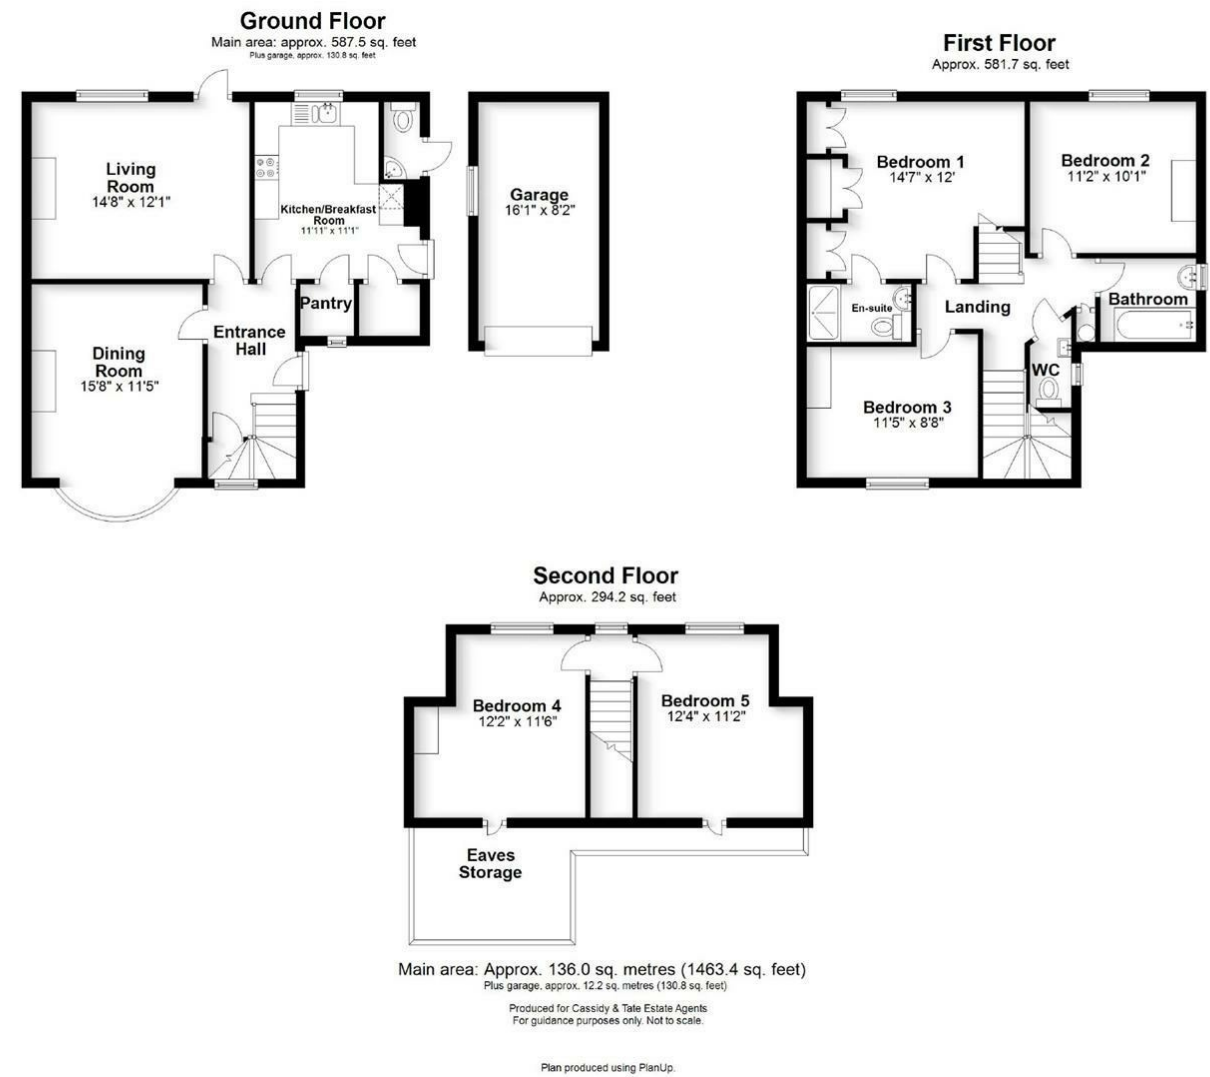 Ground Floor
Main area: approx. 587.5 sq. feet
Plus garage, approx. 130.8 sq. feet
Living
Room
14'8" x 12'1"
Kitchen/Breakfast
Room
11'11" x 11'1"
Pantry
Entrance
Hall
Dining
Room
15'8" x 11'5"
Garage
16'1" x 8'2"
First Floor
Approx. 581.7 sq. feet
Bedroom 1
14'7" x 12'
Bedroom 2
11'2" x 10'1"
En-suite
Landing
Bathroom
WC
Bedroom 3
11'5" x 8'8"
Second Floor
Approx. 294.2 sq. feet
Bedroom 4
12'2" x 11'6"
Bedroom 5
12'4" x 11'2"
Eaves
Storage
Main area: Approx. 136.0 sq. metres (1463.4 sq. feet)
Plus garage, approx. 12.2 sq. metres (130.8 sq. feet)
Produced for Cassidy & Tate Estate Agents
For guidance purposes only. Not to scale.
Plan produced using PlanUp.